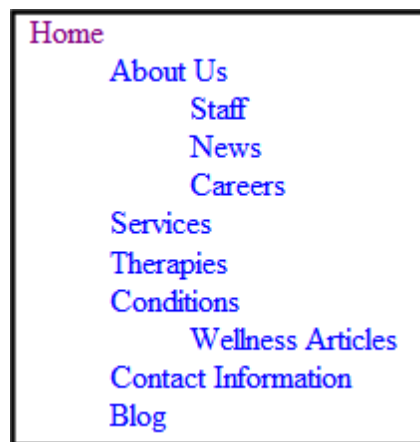 Home
About Us
Staff
News
Careers
Services
Therapies
Conditions
Wellness Articles
Contact Information
Blog